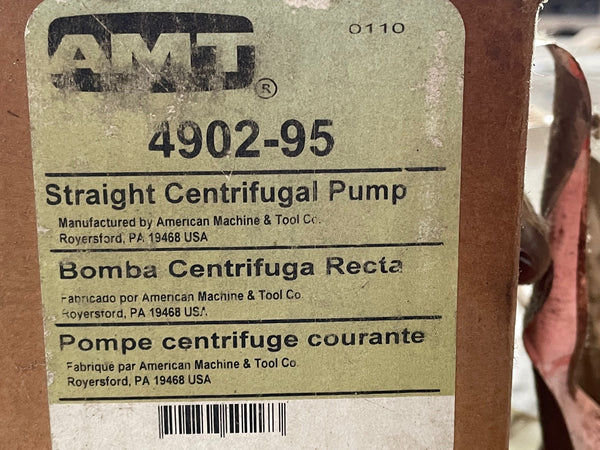 AMT ®
0110
4902-95
Straight Centrifugal Pump
Manufactured by American Machine & Tool Co.
Royersford, PA 19468 USA
Bomba Centrifuga Recta
Fabricado por American Machine & Tool Co
Royersford, PA 19468 USA
Pompe centrifuge courante
Fabrique par American Machine & Tool Co.
Royersford, PA 19468 USA